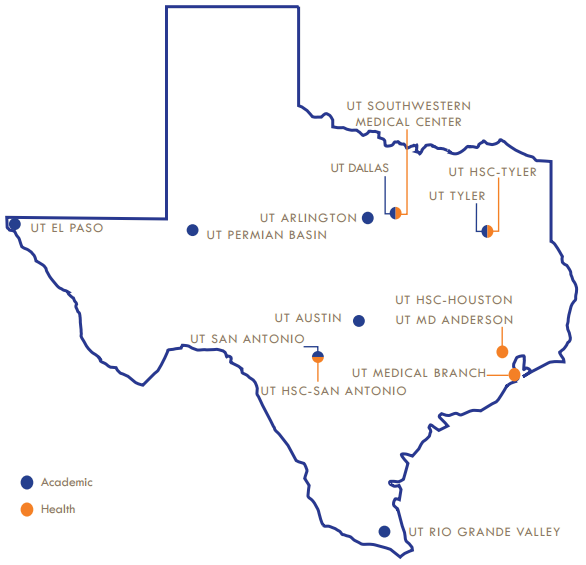 UT SOUTHWESTERN
MEDICAL CENTER
UT DALLAS
UT HSC-TYLER
UT TYLER
UT ARLINGTON
UT EL PASO
UT PERMIAN BASIN
UT HSC-HOUSTON
UT AUSTIN
UT MD ANDERSON
UT SAN ANTONIO
UT MEDICAL BRANCH
UT HSC-SAN ANTONIO
Academic
Health
UT RIO GRANDE VALLEY